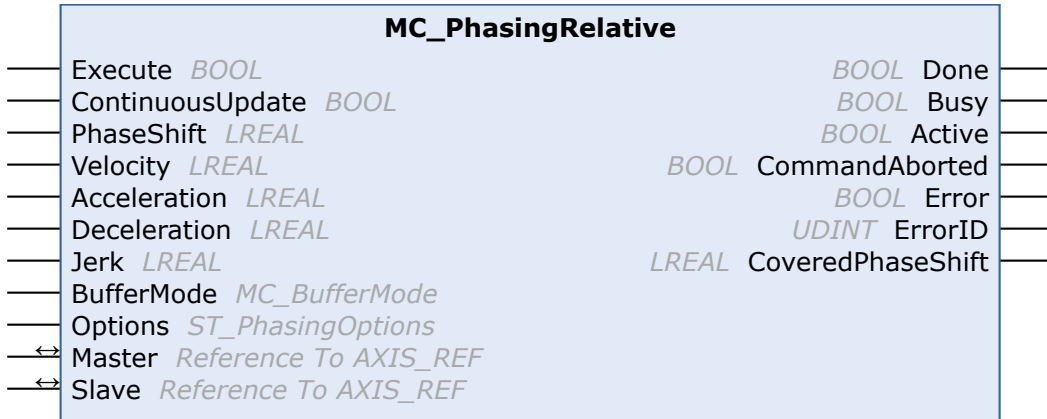 MC_PhasingRelative
Execute BOOL BOOL Done
ContinuousUpdate BOOL BOOL Busy
PhaseShift LREAL BOOL Active
Velocity LREAL BOOL CommandAborted
Acceleration LREAL BOOL Error
Deceleration LREAL UDINT ErrorID
Jerk LREAL LREAL CoveredPhaseShift
BufferMode MC_BufferMode
Options ST_PhasingOptions
↔ Master Reference To AXIS_REF
↔ Slave Reference To AXIS_REF